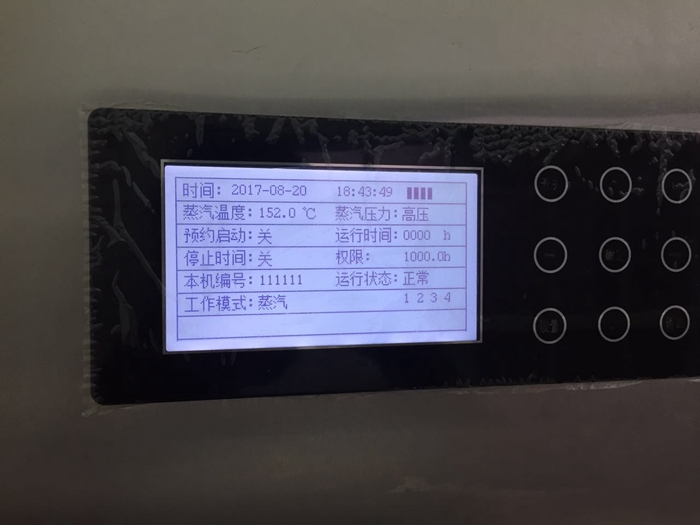 时间: 2017-08-20 18:43:49
蒸汽温度: 152.0 ℃ 蒸汽压力: 高压
预约启动: 关 运行时间: 0000 h
停止时间: 关 权限: 1000.0h
本机编号: 111111 运行状态: 正常
工作模式: 蒸汽 1 2 3 4